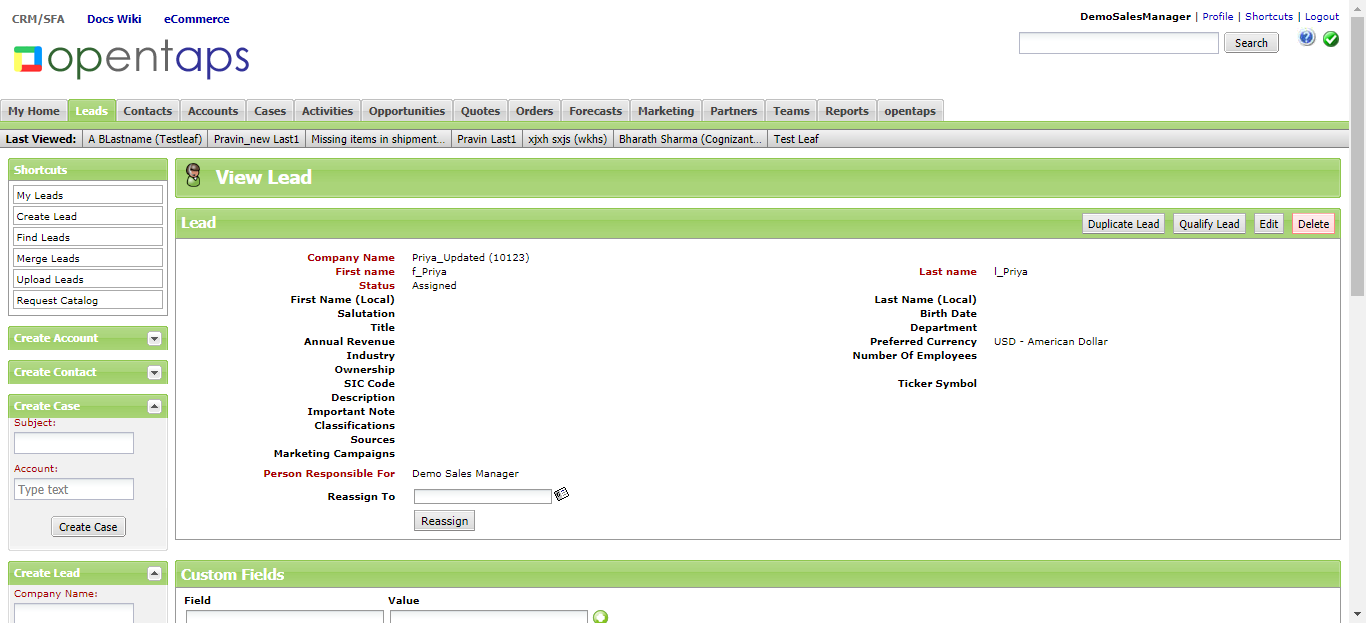 CRM/SFA Docs Wiki eCommerce
DemoSalesManager | Profile | Shortcuts | Logout
opentaps
Search
My Home Leads Contacts Accounts Cases Activities Opportunities Quotes Orders Forecasts Marketing Partners Teams Reports opentaps
Last Viewed: A BLastname (Testleaf) Pravin_new Last1 Missing items in shipment... Pravin Last1 xjxh sxjs (wkhs) Bharath Sharma (Cognizant... Test Leaf
Shortcuts
My Leads
Create Lead
Find Leads
Merge Leads
Upload Leads
Request Catalog
Create Account
Create Contact
Create Case
Subject:
Account:
Type text
Create Case
Create Lead
Company Name:
View Lead
Lead
Duplicate Lead Qualify Lead Edit Delete
Company Name Priya_Updated (10123)
First name f_Priya Last name l_Priya
Status Assigned
First Name (Local) Last Name (Local)
Salutation Birth Date
Title Department
Annual Revenue Preferred Currency USD - American Dollar
Industry Number Of Employees
Ownership
SIC Code Ticker Symbol
Description
Important Note
Classifications
Sources
Marketing Campaigns
Person Responsible For Demo Sales Manager
Reassign To
Reassign
Custom Fields
Field Value